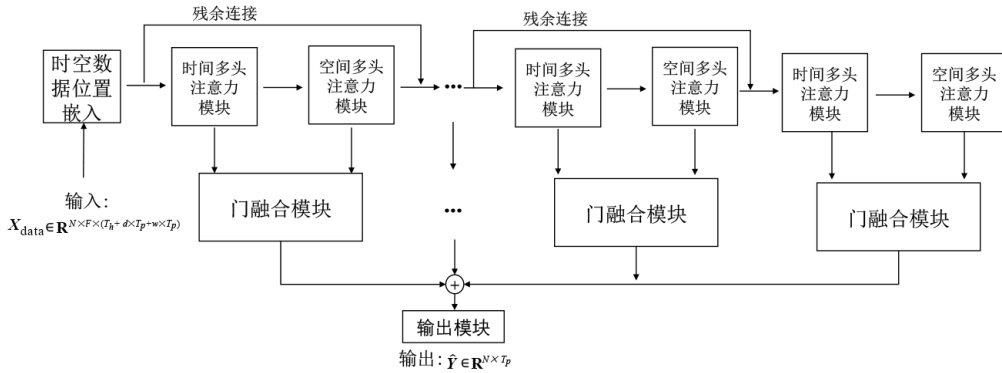 残余连接
残余连接
时空数
据位置
嵌入
时间多头
注意力
模块
空间多头
注意力
模块
...
时间多头
注意力
模块
空间多头
注意力
模块
时间多头
注意力
模块
空间多头
注意力
模块
输入:
X_data∈R^{N×F×(T_h+d×T_p+w×T_p)}
门融合模块
...
门融合模块
门融合模块
+
输出模块
输出: Ŷ∈R^{N×T_p}